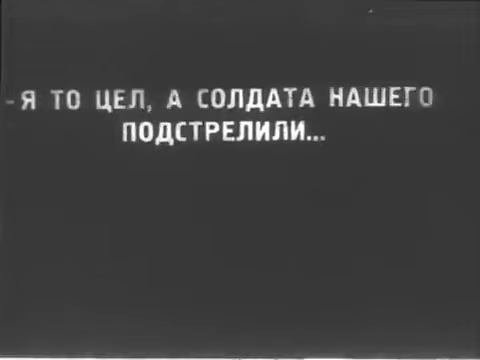 - Я ТО ЦЕЛ, А СОЛДАТА НАШЕГО
ПОДСТРЕЛИЛИ...